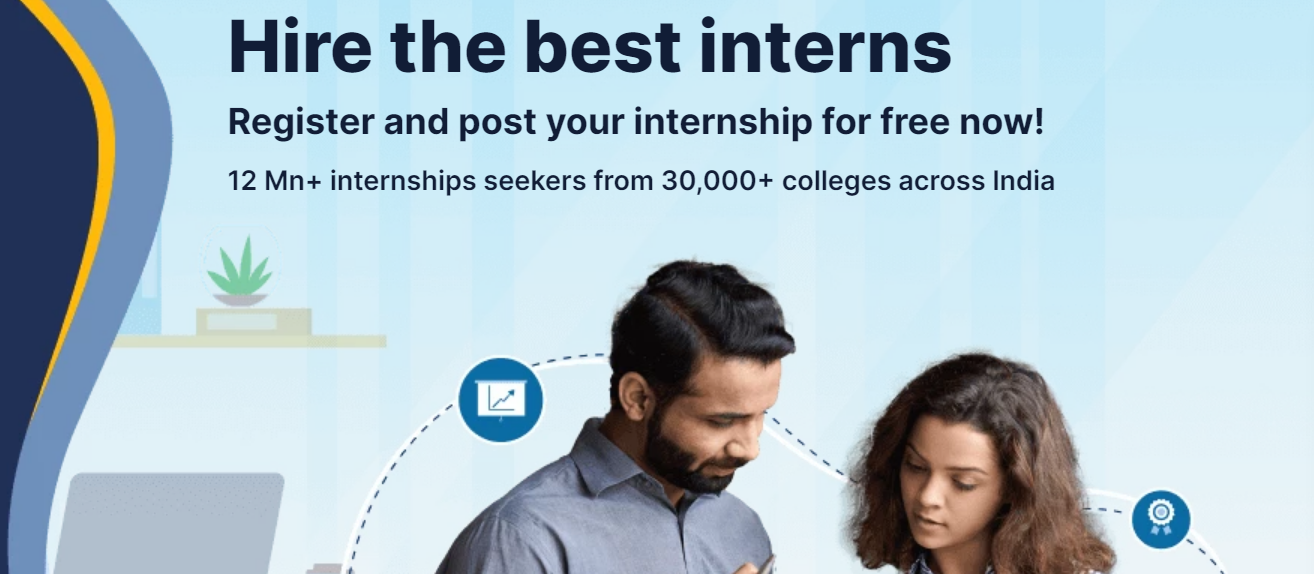 Hire the best interns
Register and post your internship for free now!
12 Mn+ internships seekers from 30,000+ colleges across India